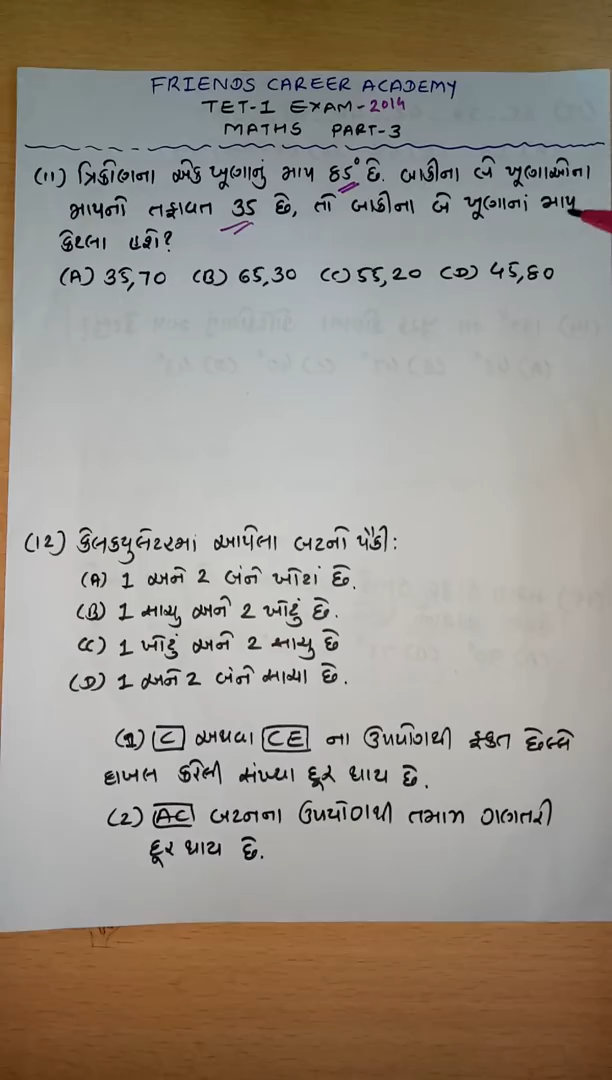 FRIENDS CAREER ACADEMY
TET-1 EXAM-2014
MATHS PART-3
(11) ત્રિકોણના એક ખૂણાનું માપ 85° છે. બાકીના બે ખૂણાઓના
માપનો તફાવત 35 છે, તો બાકીના બે ખૂણાનાં માપ
કેટલા હશે?
(A) 35,70 (B) 65,30 (C) 55,20 (D) 45,80
(12) કેલક્યુલેટરમાં આપેલા બટનો પૈકી:
(A) 1 અને 2 બંને ખોટાં છે.
(B) 1 સાચુ અને 2 ખોટું છે.
(C) 1 ખોટું અને 2 સાચુ છે
(D) 1 અને 2 બંને સાચા છે.
(1) C અથવા CE ના ઉપયોગથી ફક્ત છેલ્લે
દાખલ કરેલી સંખ્યા દૂર થાય છે.
(2) AC બટનના ઉપયોગથી તમામ ગણતરી
દૂર થાય છે.